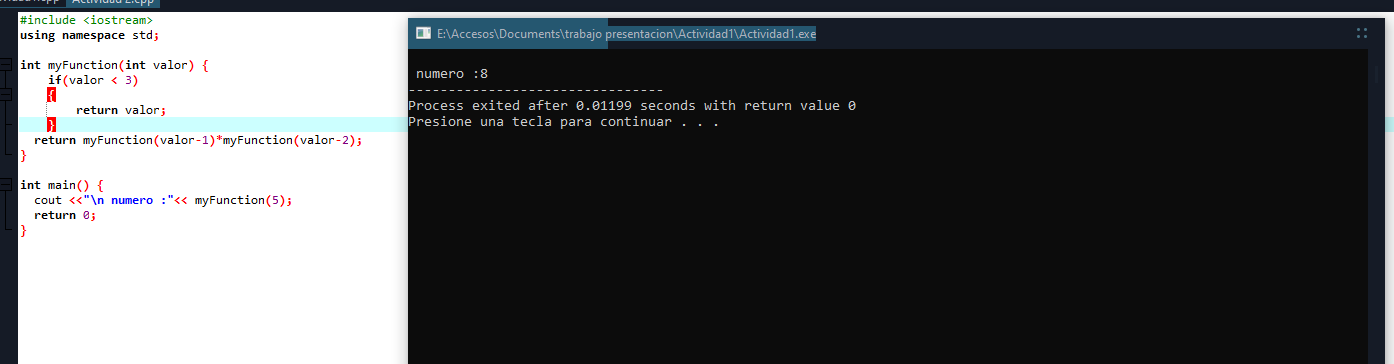 Actividad 2.cpp
#include <iostream>
using namespace std;
int myFunction(int valor) {
if(valor < 3)
{
return valor;
}
return myFunction(valor-1)*myFunction(valor-2);
}
int main() {
cout <<"\n numero :"<< myFunction(5);
return 0;
}
E:\Accesos\Documents\trabajo presentacion\Actividad1\Actividad1.exe
numero :8
--------------------------------
Process exited after 0.01199 seconds with return value 0
Presione una tecla para continuar . . .